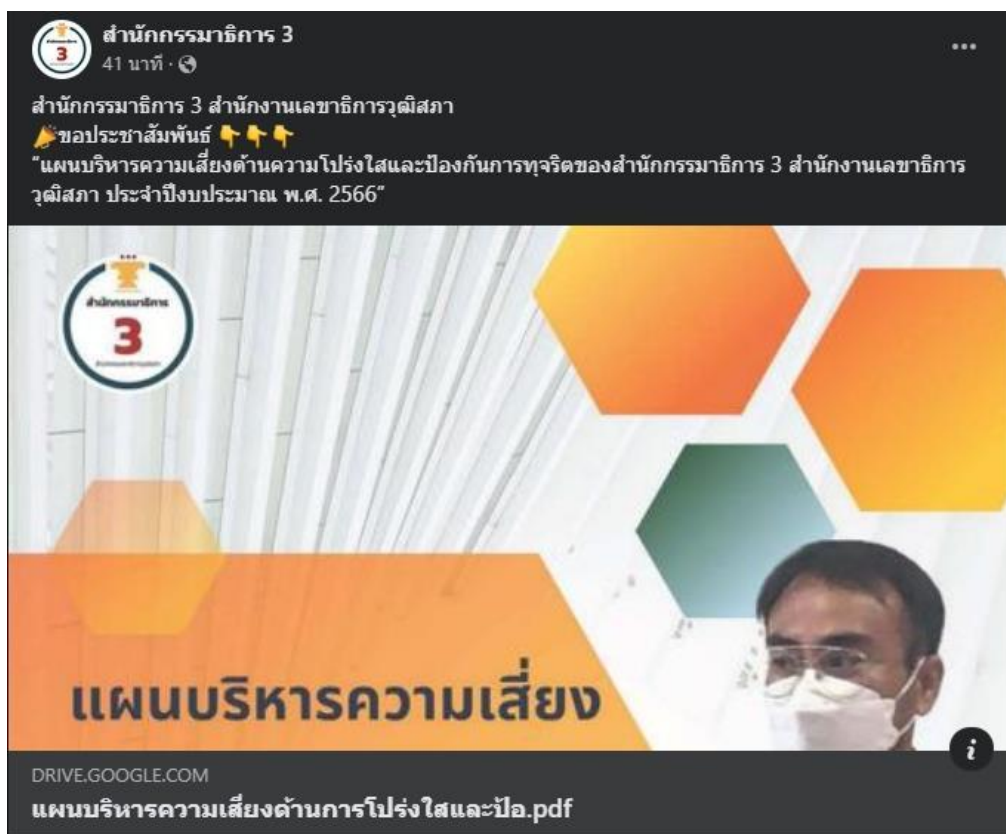 สำนักกรรมาธิการ 3
41 นาที ·
สำนักกรรมาธิการ 3 สำนักงานเลขาธิการวุฒิสภา
🎉ขอประชาสัมพันธ์ 👇👇👇
"แผนบริหารความเสี่ยงด้านความโปร่งใสและป้องกันการทุจริตของสำนักกรรมาธิการ 3 สำนักงานเลขาธิการ
วุฒิสภา ประจำปีงบประมาณ พ.ศ. 2566"
สำนักกรรมาธิการ
3
แผนบริหารความเสี่ยง
DRIVE.GOOGLE.COM
แผนบริหารความเสี่ยงด้านการโปร่งใสและป้อ.pdf